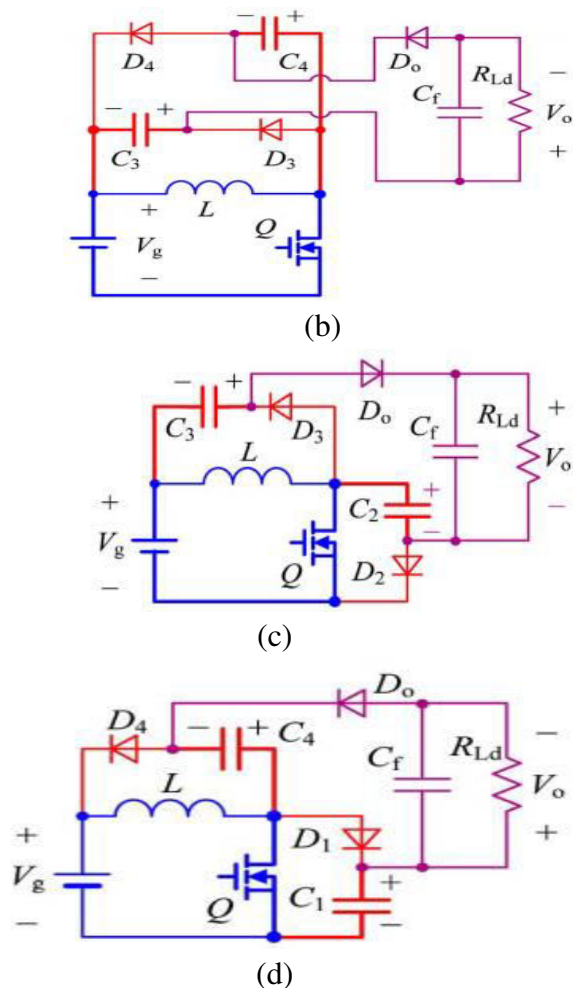 − +
D4 C4 Do RLd −
− + Cf Vo
C3 D3 +
+ L Q
Vg
−
(b)
− + Do RLd +
C3 D3 Cf Vo
L −
+ C2 +
Vg −
− Q D2
(c)
D4 − + C4 Do −
L Cf RLd Vo
+ D1 +
Vg Q C1 +
− −
(d)